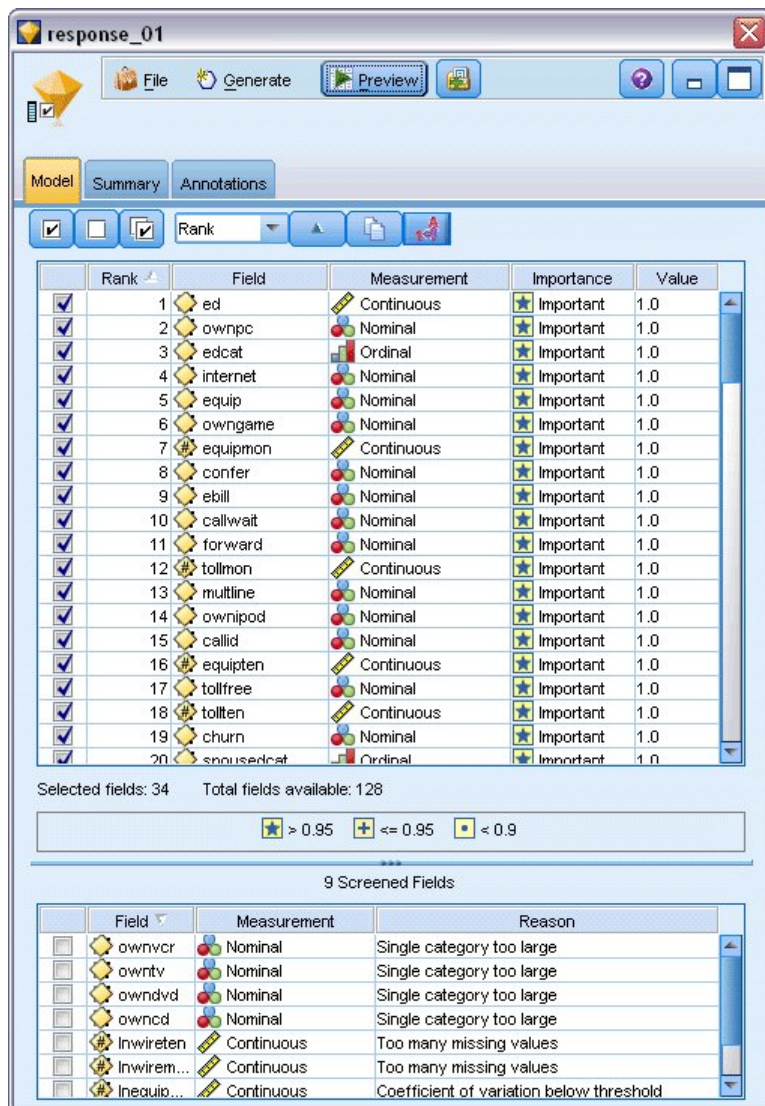 response_01
File Generate Preview
Model Summary Annotations
Rank
Rank Field Measurement Importance Value
1 ed Continuous Important 1.0
2 ownpc Nominal Important 1.0
3 edcat Ordinal Important 1.0
4 internet Nominal Important 1.0
5 equip Nominal Important 1.0
6 owngame Nominal Important 1.0
7 equipmon Continuous Important 1.0
8 confer Nominal Important 1.0
9 ebill Nominal Important 1.0
10 callwait Nominal Important 1.0
11 forward Nominal Important 1.0
12 tollmon Continuous Important 1.0
13 multline Nominal Important 1.0
14 ownipod Nominal Important 1.0
15 callid Nominal Important 1.0
16 equipten Continuous Important 1.0
17 tollfree Nominal Important 1.0
18 tollten Continuous Important 1.0
19 churn Nominal Important 1.0
20 spousedcat Ordinal Important 1.0
Selected fields: 34 Total fields available: 128
> 0.95 <= 0.95 < 0.9
9 Screened Fields
Field Measurement Reason
ownvcr Nominal Single category too large
owntv Nominal Single category too large
owndvd Nominal Single category too large
owncd Nominal Single category too large
lnwireten Continuous Too many missing values
lnwirem... Continuous Too many missing values
lnequip... Continuous Coefficient of variation below threshold